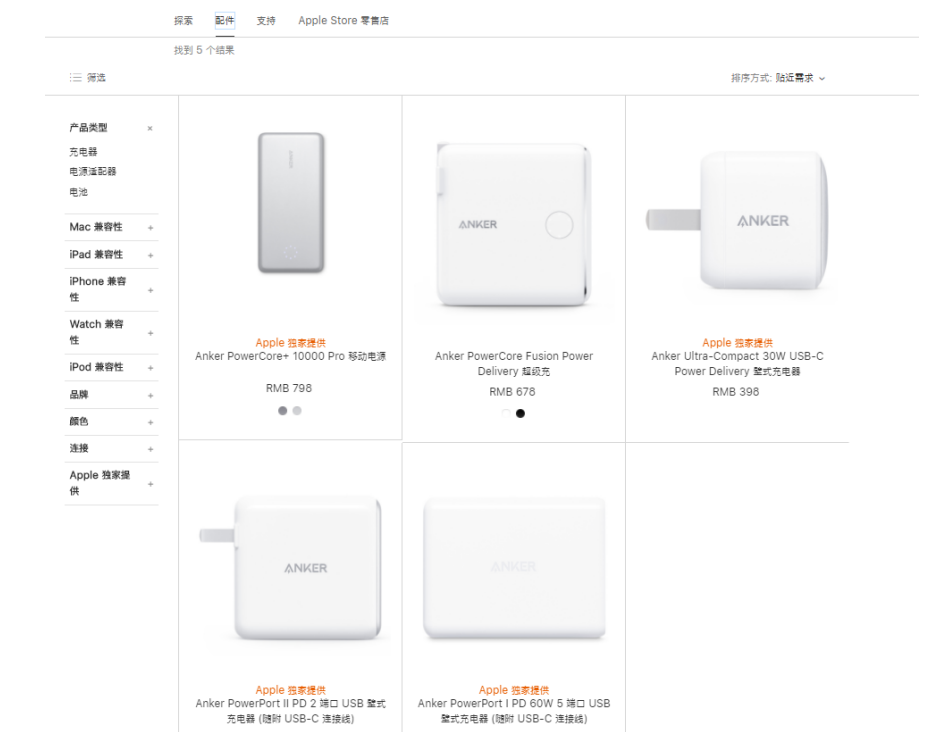 探索 配件 支持 Apple Store 零售店
找到 5 个结果
筛选
排序方式: 贴近需求
产品类型
充电器
电源适配器
电池
Mac 兼容性
iPad 兼容性
iPhone 兼容
性
Watch 兼容
性
iPod 兼容性
品牌
颜色
连接
Apple 独家提
供
ANKER
ANKER
Apple 独家提供
Anker PowerCore+ 10000 Pro 移动电源
RMB 798
Anker PowerCore Fusion Power
Delivery 超级充
RMB 678
Apple 独家提供
Anker Ultra-Compact 30W USB-C
Power Delivery 壁式充电器
RMB 398
ANKER
ANKER
Apple 独家提供
Anker PowerPort II PD 2 端口 USB 壁式
充电器 (随附 USB-C 连接线)
Apple 独家提供
Anker PowerPort I PD 60W 5 端口 USB
壁式充电器 (随附 USB-C 连接线)